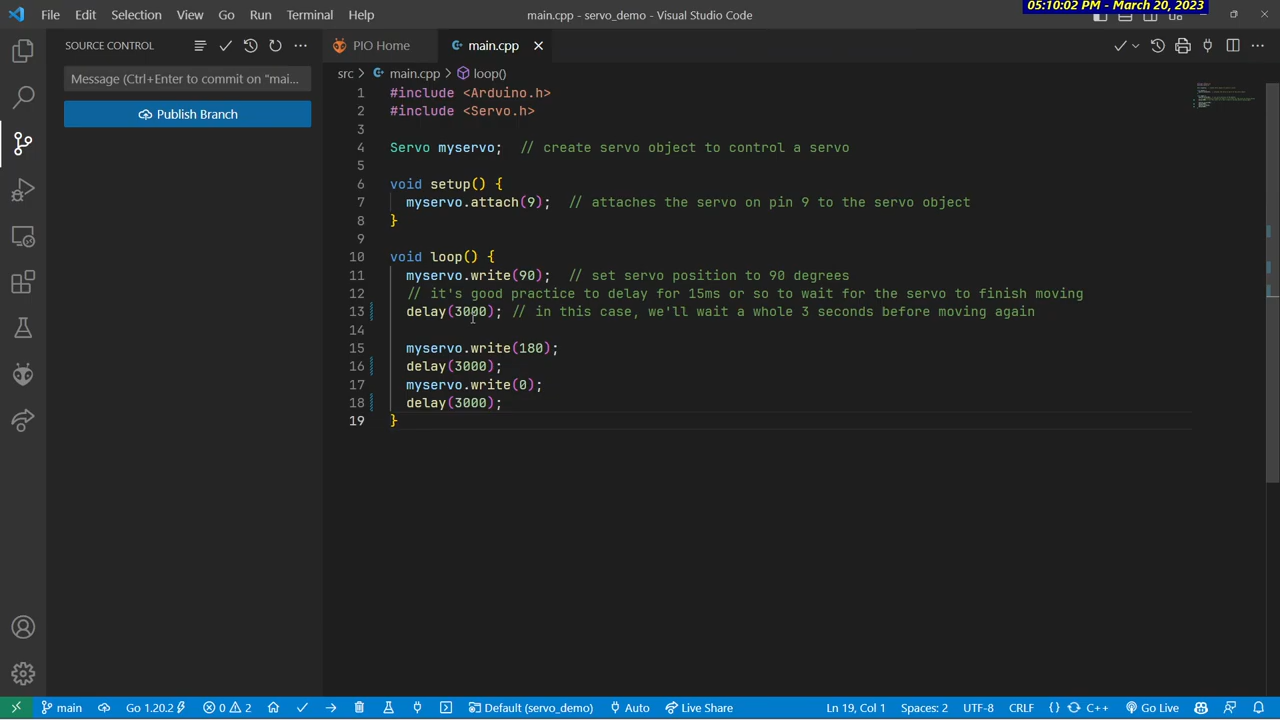 05:10:02 PM - March 20, 2023
File Edit Selection View Go Run Terminal Help
main.cpp - servo_demo - Visual Studio Code
SOURCE CONTROL
Message (Ctrl+Enter to commit on "mai...
Publish Branch
PIO Home
main.cpp
src > main.cpp > loop()
1 #include <Arduino.h>
2 #include <Servo.h>
3
4 Servo myservo;  // create servo object to control a servo
5
6 void setup() {
7   myservo.attach(9);  // attaches the servo on pin 9 to the servo object
8 }
9
10 void loop() {
11   myservo.write(90);  // set servo position to 90 degrees
12   // it's good practice to delay for 15ms or so to wait for the servo to finish moving
13   delay(3000); // in this case, we'll wait a whole 3 seconds before moving again
14
15   myservo.write(180);
16   delay(3000);
17   myservo.write(0);
18   delay(3000);
19 }
main Go 1.20.2 0 2 Default (servo_demo) Auto Live Share Ln 19, Col 1 Spaces: 2 UTF-8 CRLF {} C++ Go Live